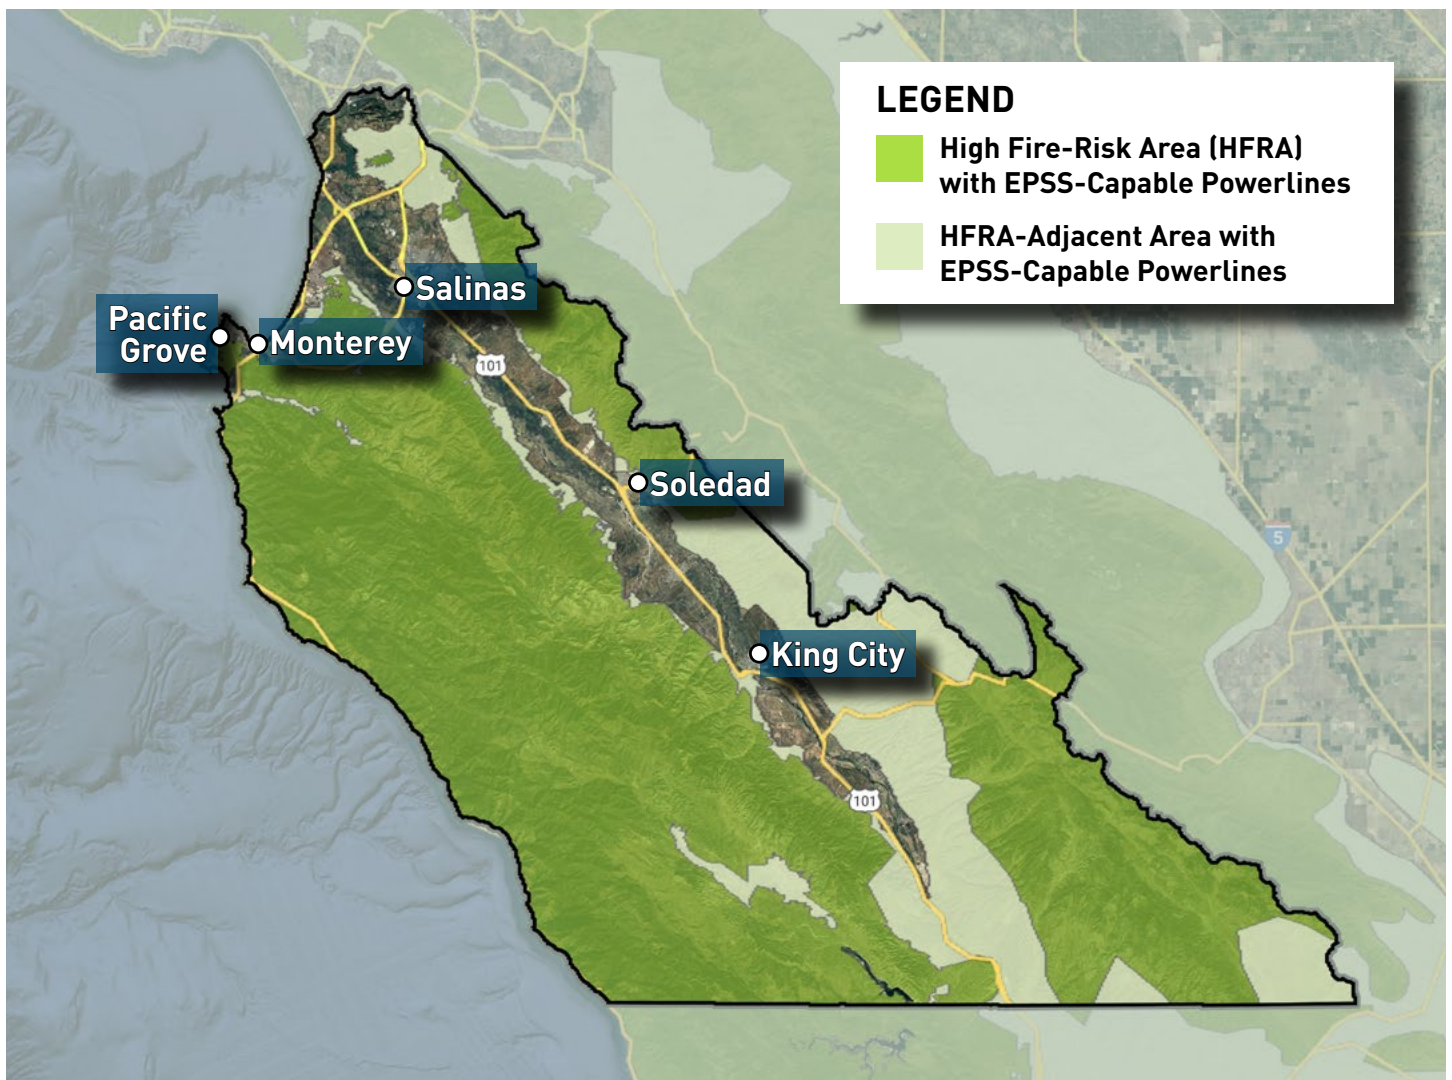 LEGEND
High Fire-Risk Area (HFRA)
with EPSS-Capable Powerlines
HFRA-Adjacent Area with
EPSS-Capable Powerlines
Salinas
Pacific
Grove
Monterey
101
Soledad
5
King City
101